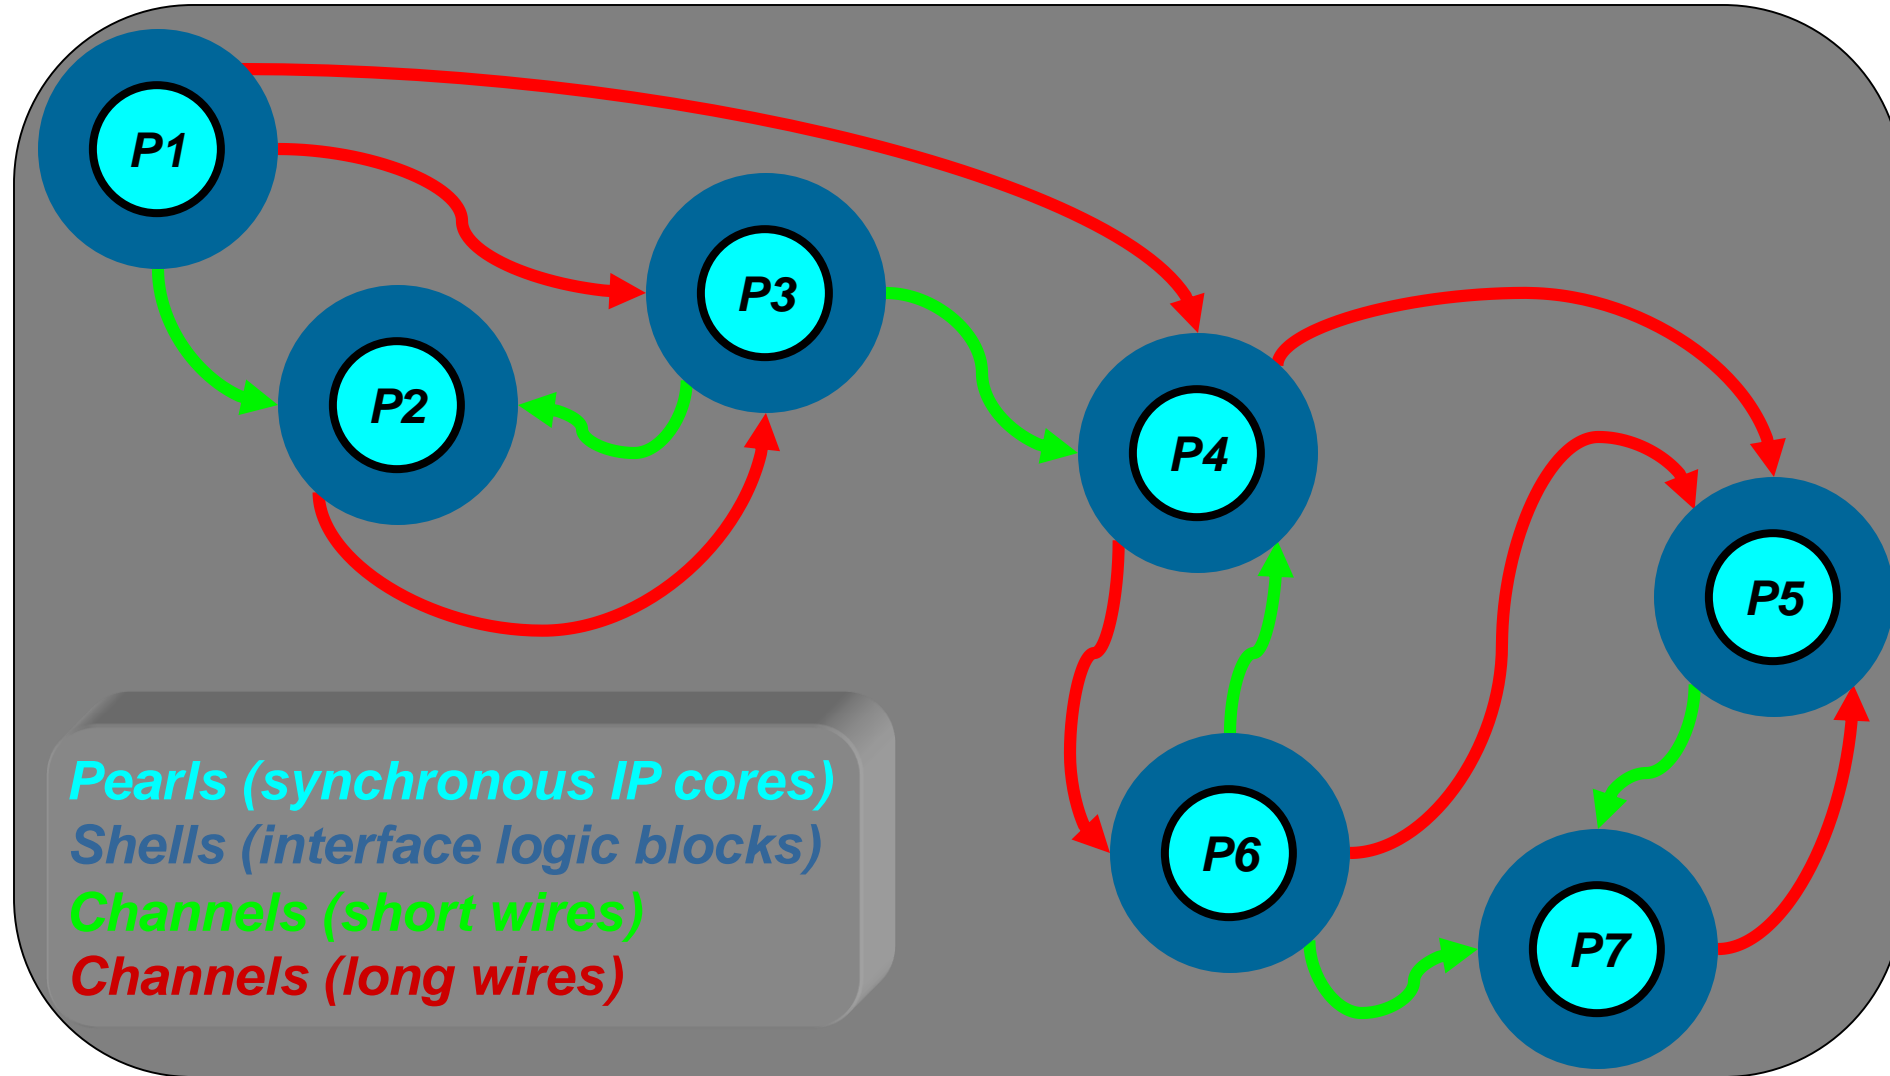 P1
P3
P2
P4
P5
P6
P7
Pearls (synchronous IP cores)
Shells (interface logic blocks)
Channels (short wires)
Channels (long wires)